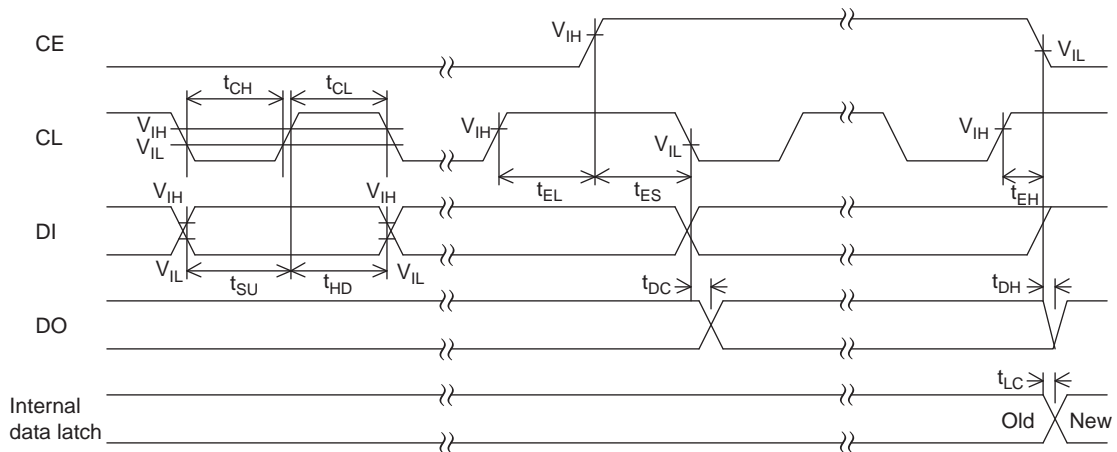 CE
V_IH
V_IL
t_CH
t_CL
CL
V_IH
V_IL
V_IH
V_IL
V_IH
t_EL
t_ES
t_EH
V_IH
V_IH
DI
V_IL
V_IL
t_SU
t_HD
t_DC
t_DH
DO
t_LC
Internal
data latch
Old
New